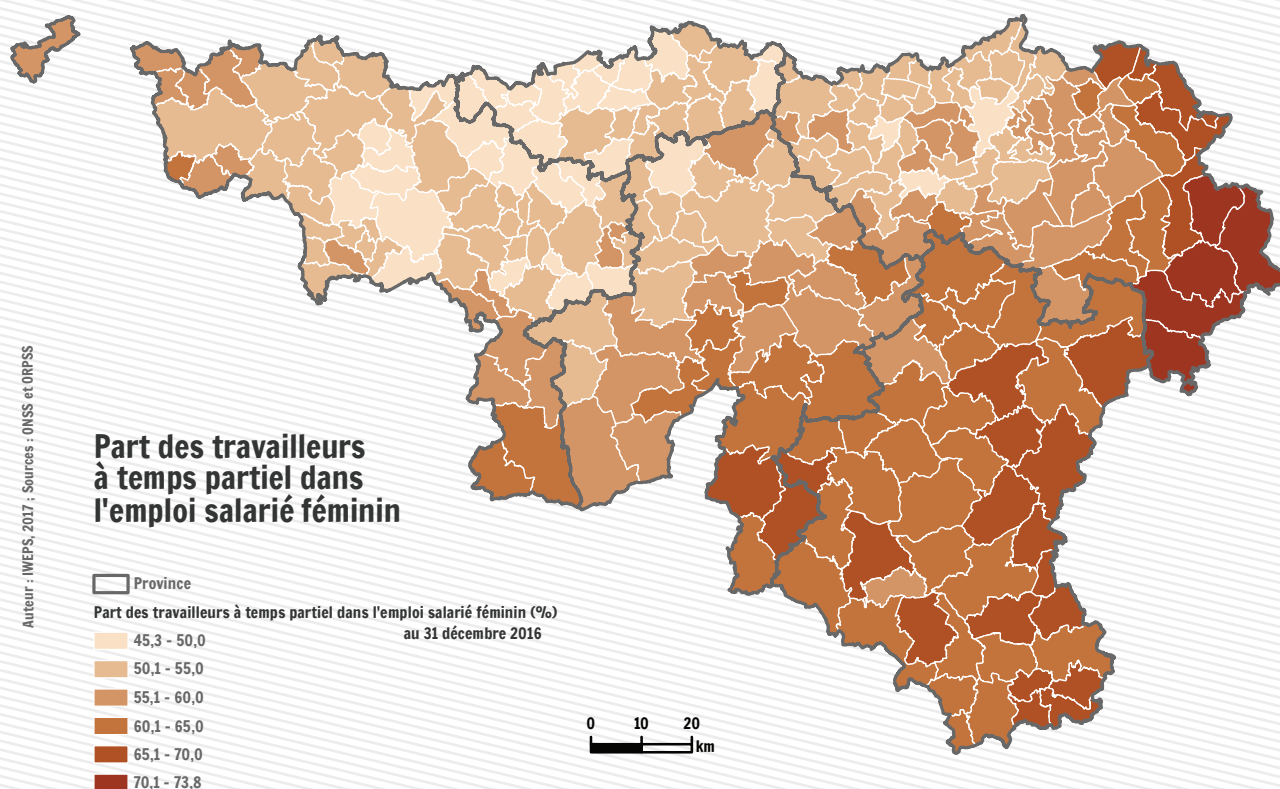 Part des travailleurs
à temps partiel dans
l'emploi salarié féminin
Auteur : IWEPS, 2017 ; Sources : ONSS et ORPSS
Province
Part des travailleurs à temps partiel dans l'emploi salarié féminin (%)
au 31 décembre 2016
45,3 - 50,0
50,1 - 55,0
55,1 - 60,0
60,1 - 65,0
65,1 - 70,0
70,1 - 73,8
0 10 20
km